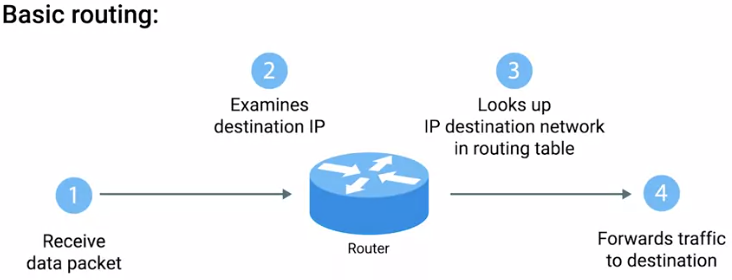 Basic routing:
1
Receive
data packet
2
Examines
destination IP
Router
3
Looks up
IP destination network
in routing table
4
Forwards traffic
to destination